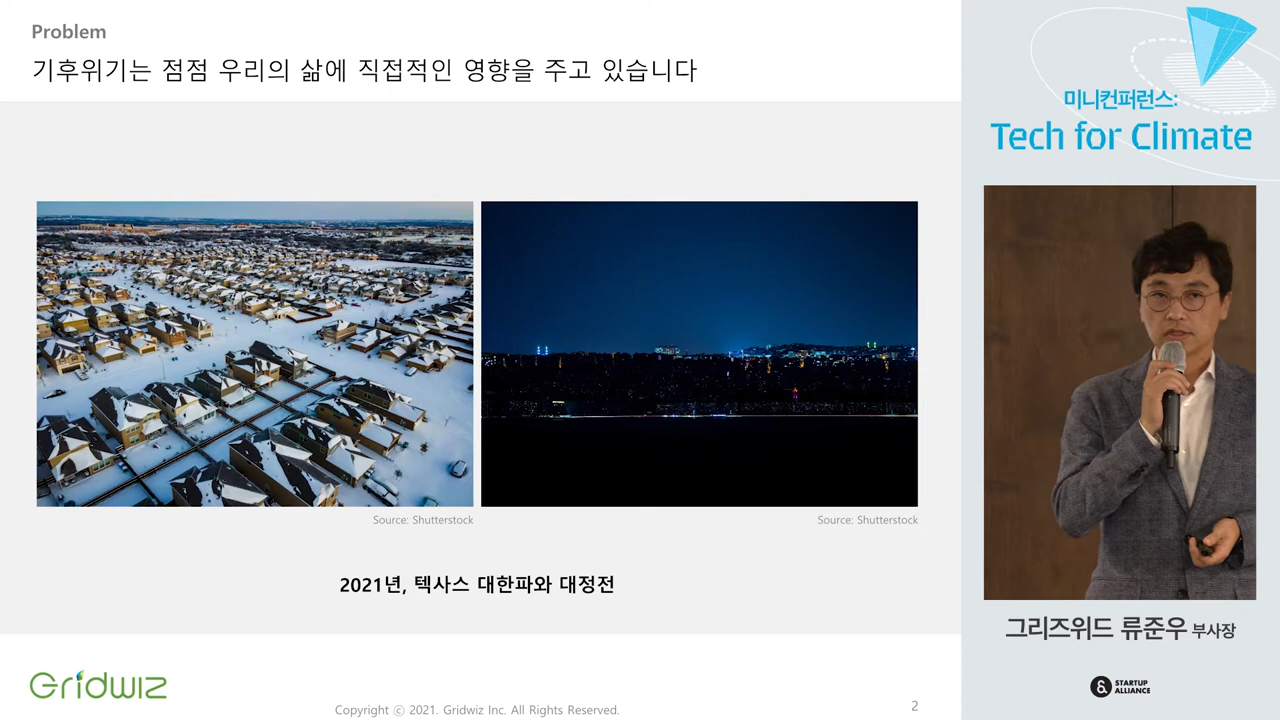 Problem
기후위기는 점점 우리의 삶에 직접적인 영향을 주고 있습니다
Source: Shutterstock
Source: Shutterstock
2021년, 텍사스 대한파와 대정전
Gridwiz
Copyright ⓒ 2021. Gridwiz Inc. All Rights Reserved.
2
미니컨퍼런스:
Tech for Climate
그리즈위드 류준우 부사장
&
STARTUP
ALLIANCE